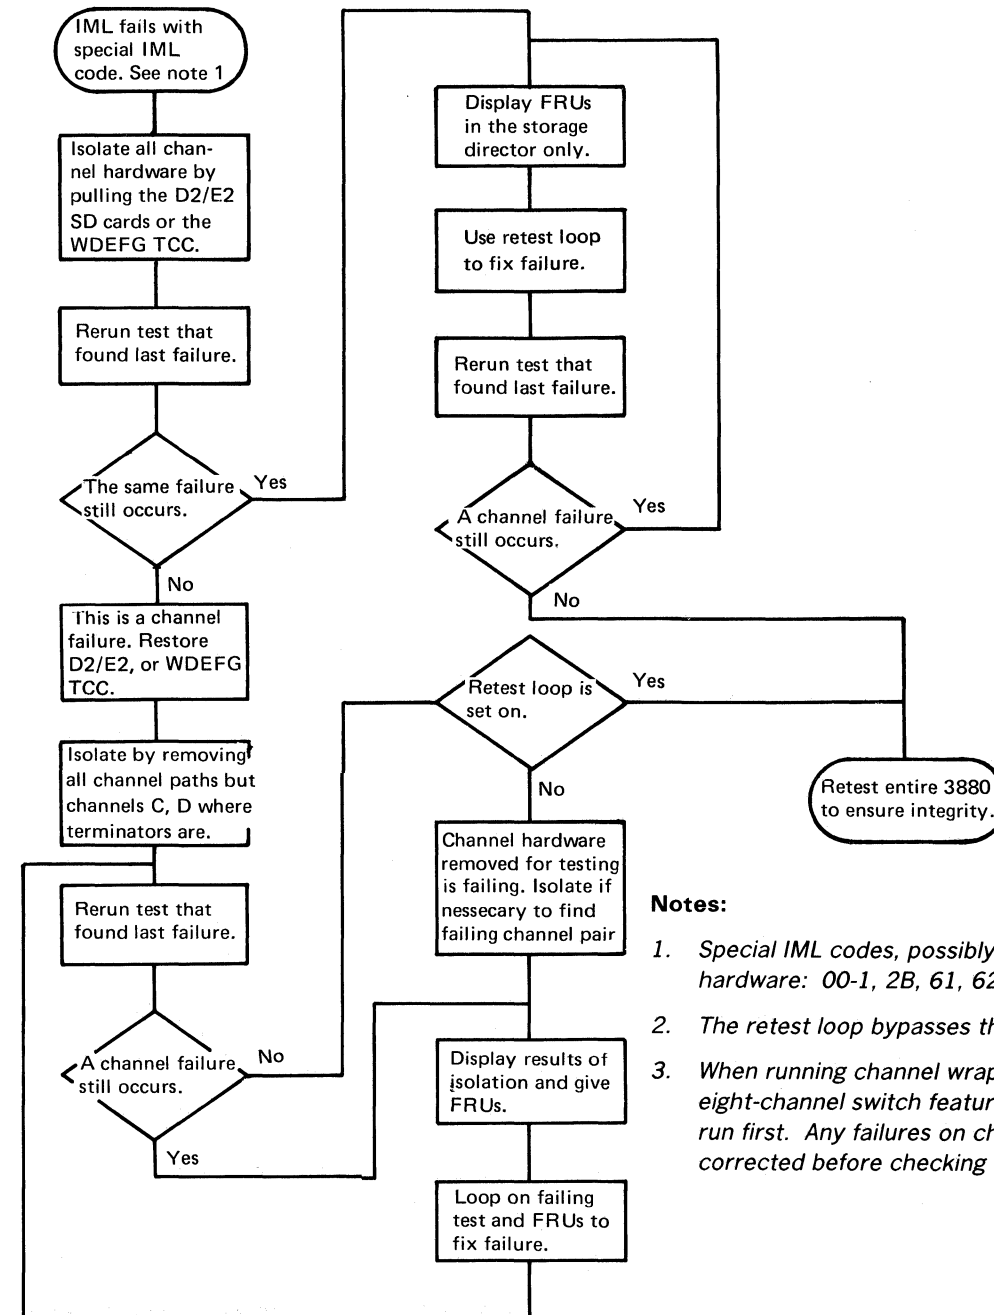 IML fails with
special IML
code. See note 1
Isolate all chan-
nel hardware by
pulling the D2/E2
SD cards or the
WDEFG TCC.
Rerun test that
found last failure.
The same failure
still occurs.
Yes
No
This is a channel
failure. Restore
D2/E2, or WDEFG
TCC.
Isolate by removing
all channel paths but
channels C, D where
terminators are.
Rerun test that
found last failure.
A channel failure
still occurs.
No
Yes
Display FRUs
in the storage
director only.
Use retest loop
to fix failure.
Rerun test that
found last failure.
A channel failure
still occurs.
Yes
No
Retest loop is
set on.
Yes
No
Retest entire 3880
to ensure integrity.
Channel hardware
removed for testing
is failing. Isolate if
nessecary to find
failing channel pair
Display results of
isolation and give
FRUs.
Loop on failing
test and FRUs to
fix failure.
Notes:
1. Special IML codes, possibly
hardware: 00-1, 2B, 61,
2. The retest loop bypasses
3. When running channel wrap
eight-channel switch
run first. Any failures on
corrected before checking